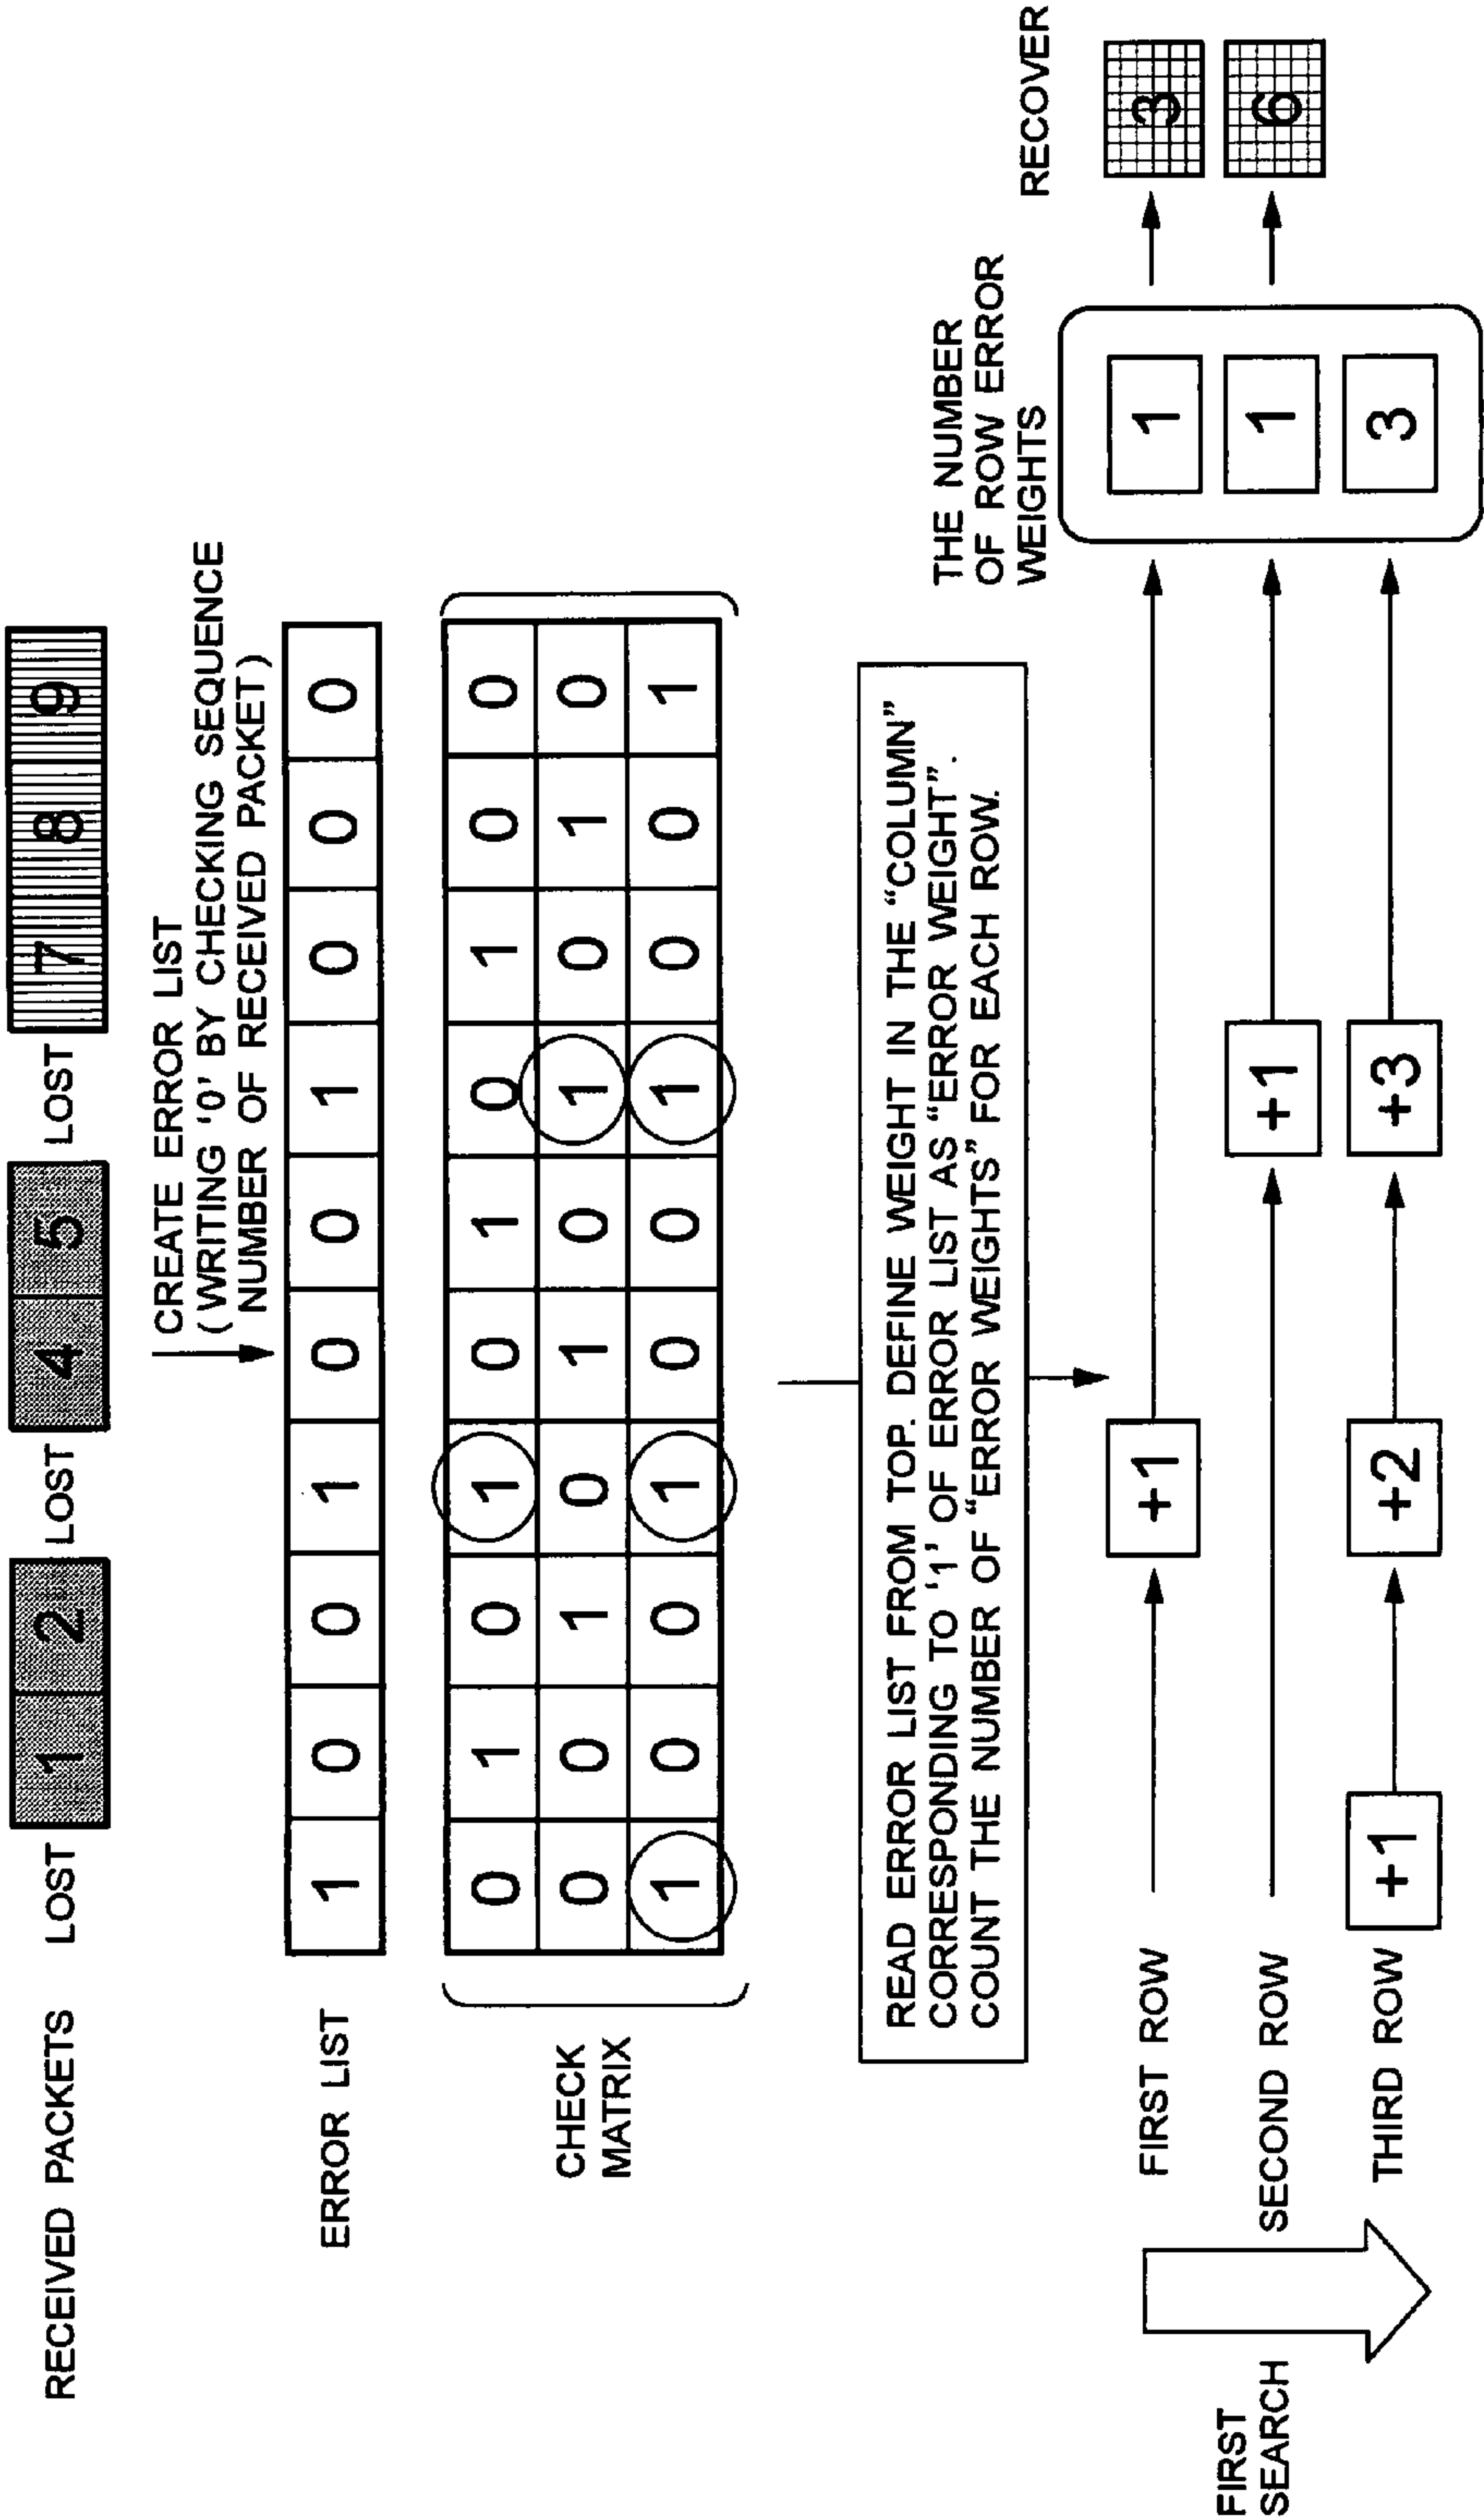 RECEIVED PACKETS LOST 1 2 LOST 4 5 LOST 7 8 9
CREATE ERROR LIST
( WRITING '0' BY CHECKING SEQUENCE
NUMBER OF RECEIVED PACKET )
ERROR LIST 1 0 0 1 0 0 1 0 0 0
CHECK
MATRIX
0 1 0 1 0 1 0 1 0 0
0 0 1 0 1 0 1 0 1 0
1 0 0 1 0 0 1 0 0 1
READ ERROR LIST FROM TOP. DEFINE WEIGHT IN THE “COLUMN”
CORRESPONDING TO ‘1’ OF ERROR LIST AS “ERROR WEIGHT”.
COUNT THE NUMBER OF “ERROR WEIGHTS” FOR EACH ROW.
THE NUMBER
OF ROW ERROR
WEIGHTS
RECOVER
FIRST
SEARCH
FIRST ROW +1 1 3
SECOND ROW +1 1 6
THIRD ROW +1 +2 +3 3